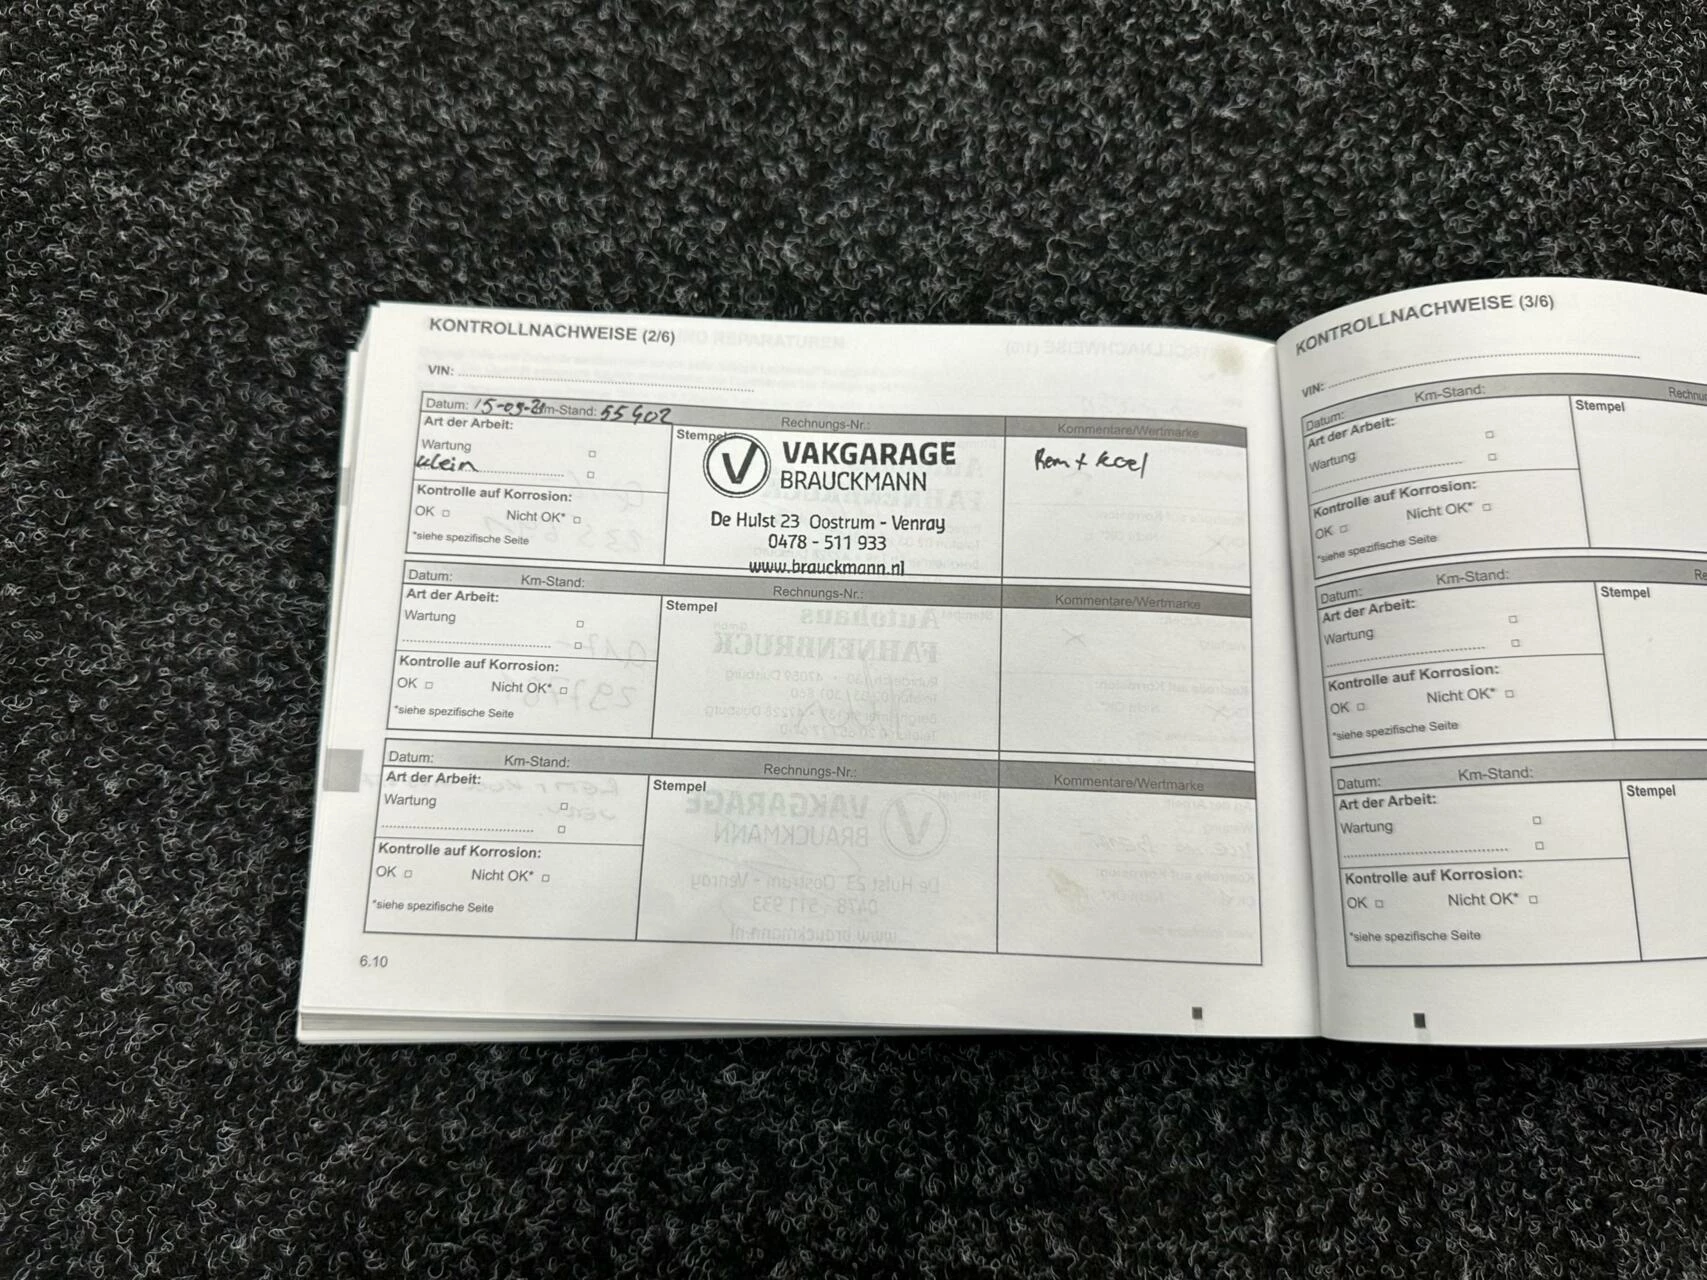 KONTROLLNACHWEISE (2/6)
VIN:
Datum: 15-09-21 Km-Stand: 55402 Rechnungs-Nr.: Kommentare/Wertmarke
Art der Arbeit:
Wartung
klein
Kontrolle auf Korrosion:
OK Nicht OK*
*siehe spezifische Seite
Stempel
VAKGARAGE
BRAUCKMANN
De Hulst 23 Oostrum - Venray
0478 - 511 933
www.brauckmann.nl
Rem + koel
Datum: Km-Stand: Rechnungs-Nr.: Kommentare/Wertmarke
Art der Arbeit:
Wartung
Kontrolle auf Korrosion:
OK Nicht OK*
*siehe spezifische Seite
Stempel
Datum: Km-Stand: Rechnungs-Nr.: Kommentare/Wertmarke
Art der Arbeit:
Wartung
Kontrolle auf Korrosion:
OK Nicht OK*
*siehe spezifische Seite
Stempel
6.10
KONTROLLNACHWEISE (3/6)
VIN:
Datum: Km-Stand:
Art der Arbeit:
Wartung
Kontrolle auf Korrosion:
OK Nicht OK*
*siehe spezifische Seite
Stempel
Datum: Km-Stand:
Art der Arbeit:
Wartung
Kontrolle auf Korrosion:
OK Nicht OK*
*siehe spezifische Seite
Stempel
Datum: Km-Stand:
Art der Arbeit:
Wartung
Kontrolle auf Korrosion:
OK Nicht OK*
*siehe spezifische Seite
Stempel